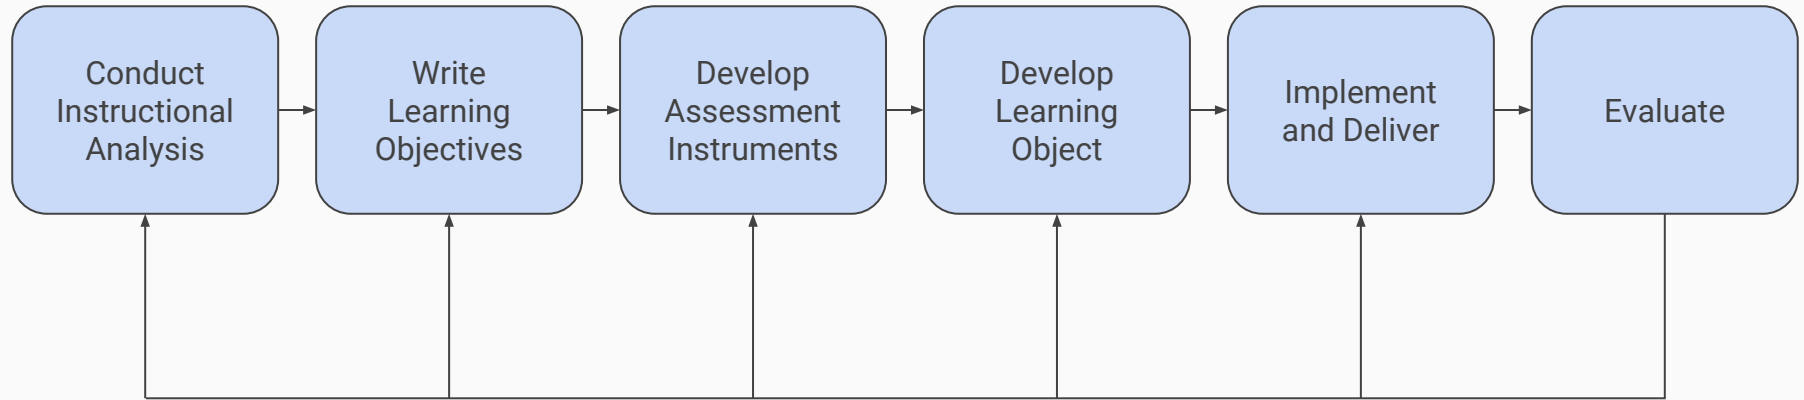 Conduct
Instructional
Analysis
Write
Learning
Objectives
Develop
Assessment
Instruments
Develop
Learning
Object
Implement
and Deliver
Evaluate